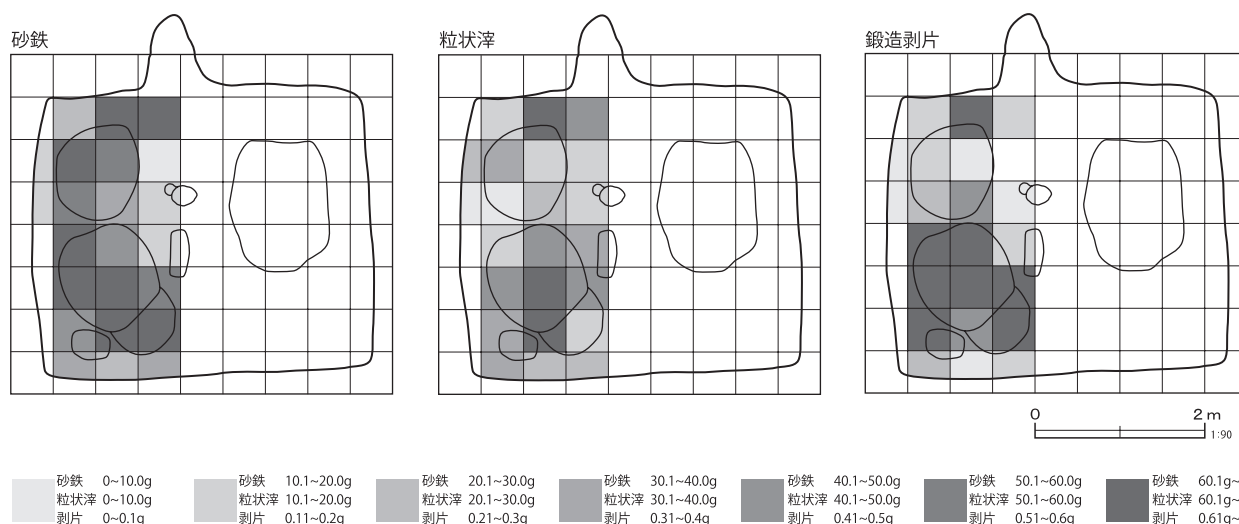 砂鉄
粒状滓
鍛造剥片
0 2 m
1:90
砂鉄 0~10.0g
粒状滓 0~10.0g
剥片 0~0.1g
砂鉄 10.1~20.0g
粒状滓 10.1~20.0g
剥片 0.11~0.2g
砂鉄 20.1~30.0g
粒状滓 20.1~30.0g
剥片 0.21~0.3g
砂鉄 30.1~40.0g
粒状滓 30.1~40.0g
剥片 0.31~0.4g
砂鉄 40.1~50.0g
粒状滓 40.1~50.0g
剥片 0.41~0.5g
砂鉄 50.1~60.0g
粒状滓 50.1~60.0g
剥片 0.51~0.6g
砂鉄 60.1g~
粒状滓 60.1g~
剥片 0.61g~